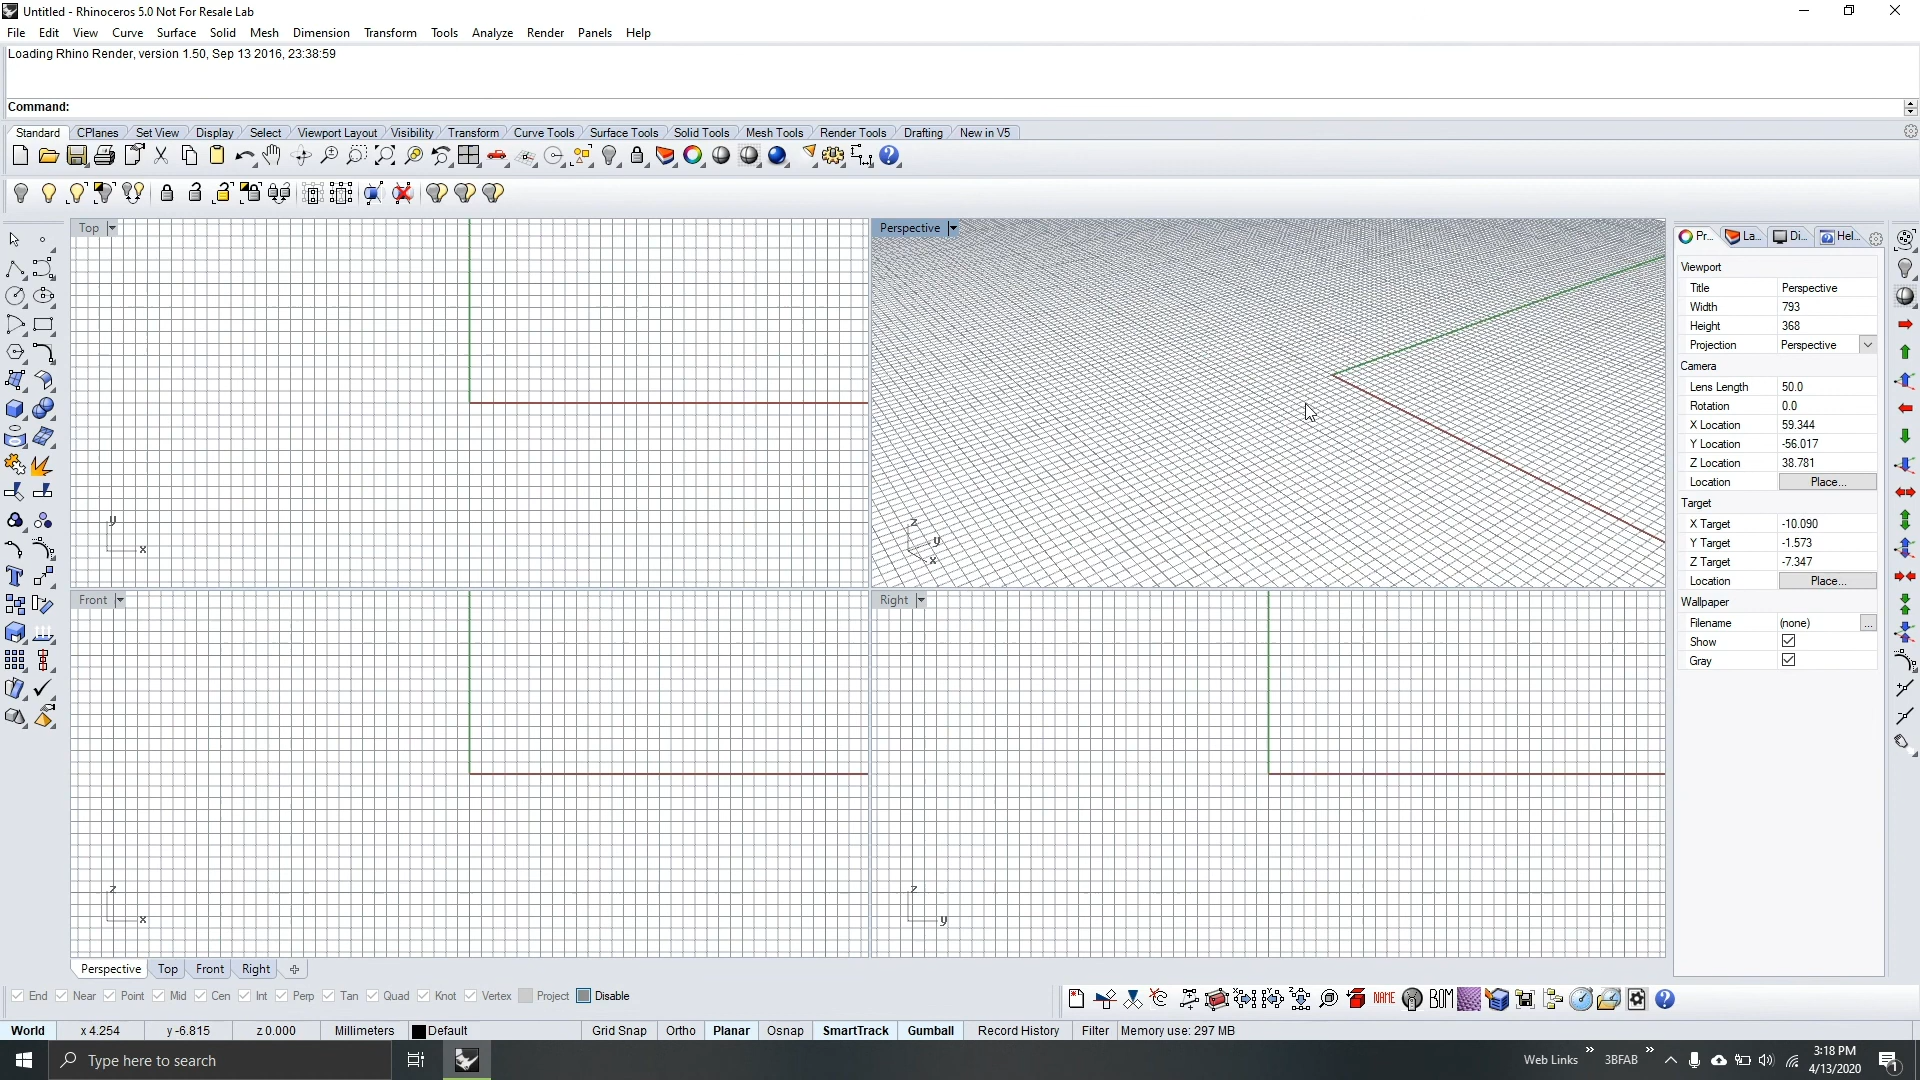 Untitled - Rhinoceros 5.0 Not For Resale Lab
File Edit View Curve Surface Solid Mesh Dimension Transform Tools Analyze Render Panels Help
Loading Rhino Render, version 1.50, Sep 13 2016, 23:38:59
Command:
Standard CPlanes Set View Display Select Viewport Layout Visibility Transform Curve Tools Surface Tools Solid Tools Mesh Tools Render Tools Drafting New in V5
Top
Perspective
y
x
z
y
x
Front
Right
z
x
z
y
Pr... La... Di... Hel...
Viewport
Title Perspective
Width 793
Height 368
Projection Perspective
Camera
Lens Length 50.0
Rotation 0.0
X Location 59.344
Y Location -56.017
Z Location 38.781
Location Place...
Target
X Target -10.090
Y Target -1.573
Z Target -7.347
Location Place...
Wallpaper
Filename (none) ...
Show
Gray
Perspective Top Front Right
End Near Point Mid Cen Int Perp Tan Quad Knot Vertex Project Disable
NAME BOM
World x 4.254 y -6.815 z 0.000 Millimeters Default Grid Snap Ortho Planar Osnap SmartTrack Gumball Record History Filter Memory use: 297 MB
Type here to search
Web Links » 3BFAB »
3:18 PM
4/13/2020
1